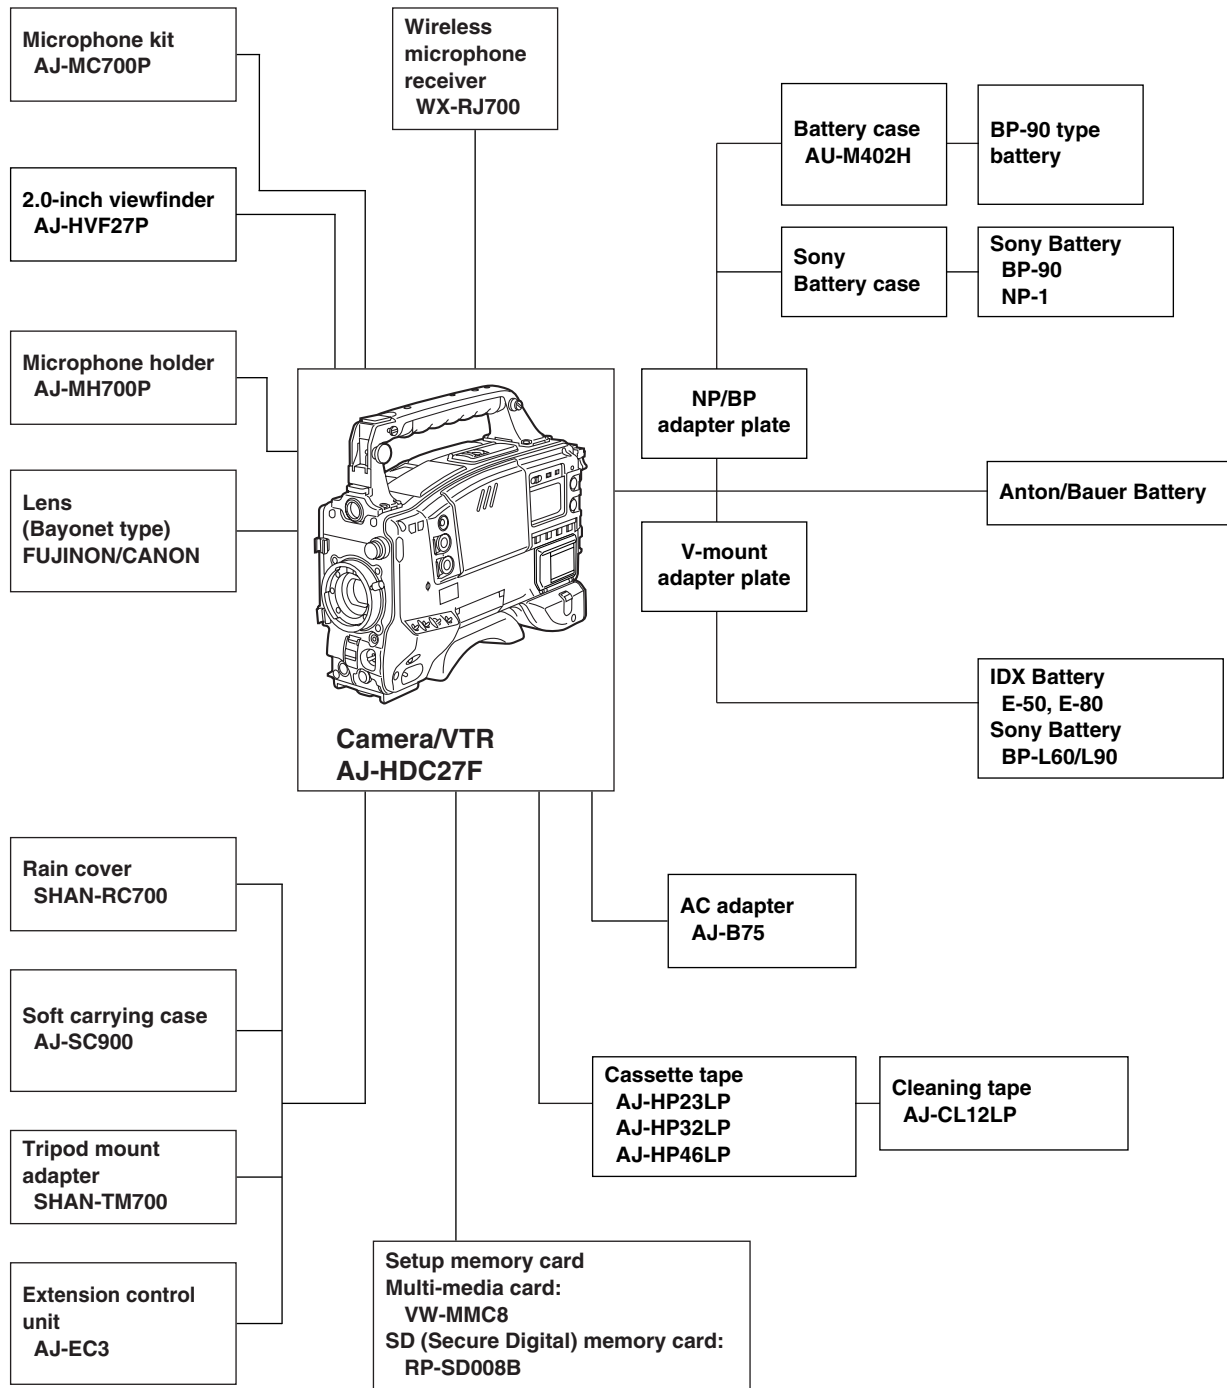 Microphone kit
AJ-MC700P
Wireless
microphone
receiver
WX-RJ700
Battery case
AU-M402H
BP-90 type
battery
2.0-inch viewfinder
AJ-HVF27P
Sony
Battery case
Sony Battery
BP-90
NP-1
Microphone holder
AJ-MH700P
NP/BP
adapter plate
Lens
(Bayonet type)
FUJINON/CANON
Anton/Bauer Battery
V-mount
adapter plate
IDX Battery
E-50, E-80
Sony Battery
BP-L60/L90
Camera/VTR
AJ-HDC27F
Rain cover
SHAN-RC700
AC adapter
AJ-B75
Soft carrying case
AJ-SC900
Cassette tape
AJ-HP23LP
AJ-HP32LP
AJ-HP46LP
Cleaning tape
AJ-CL12LP
Tripod mount
adapter
SHAN-TM700
Setup memory card
Multi-media card:
VW-MMC8
SD (Secure Digital) memory card:
RP-SD008B
Extension control
unit
AJ-EC3